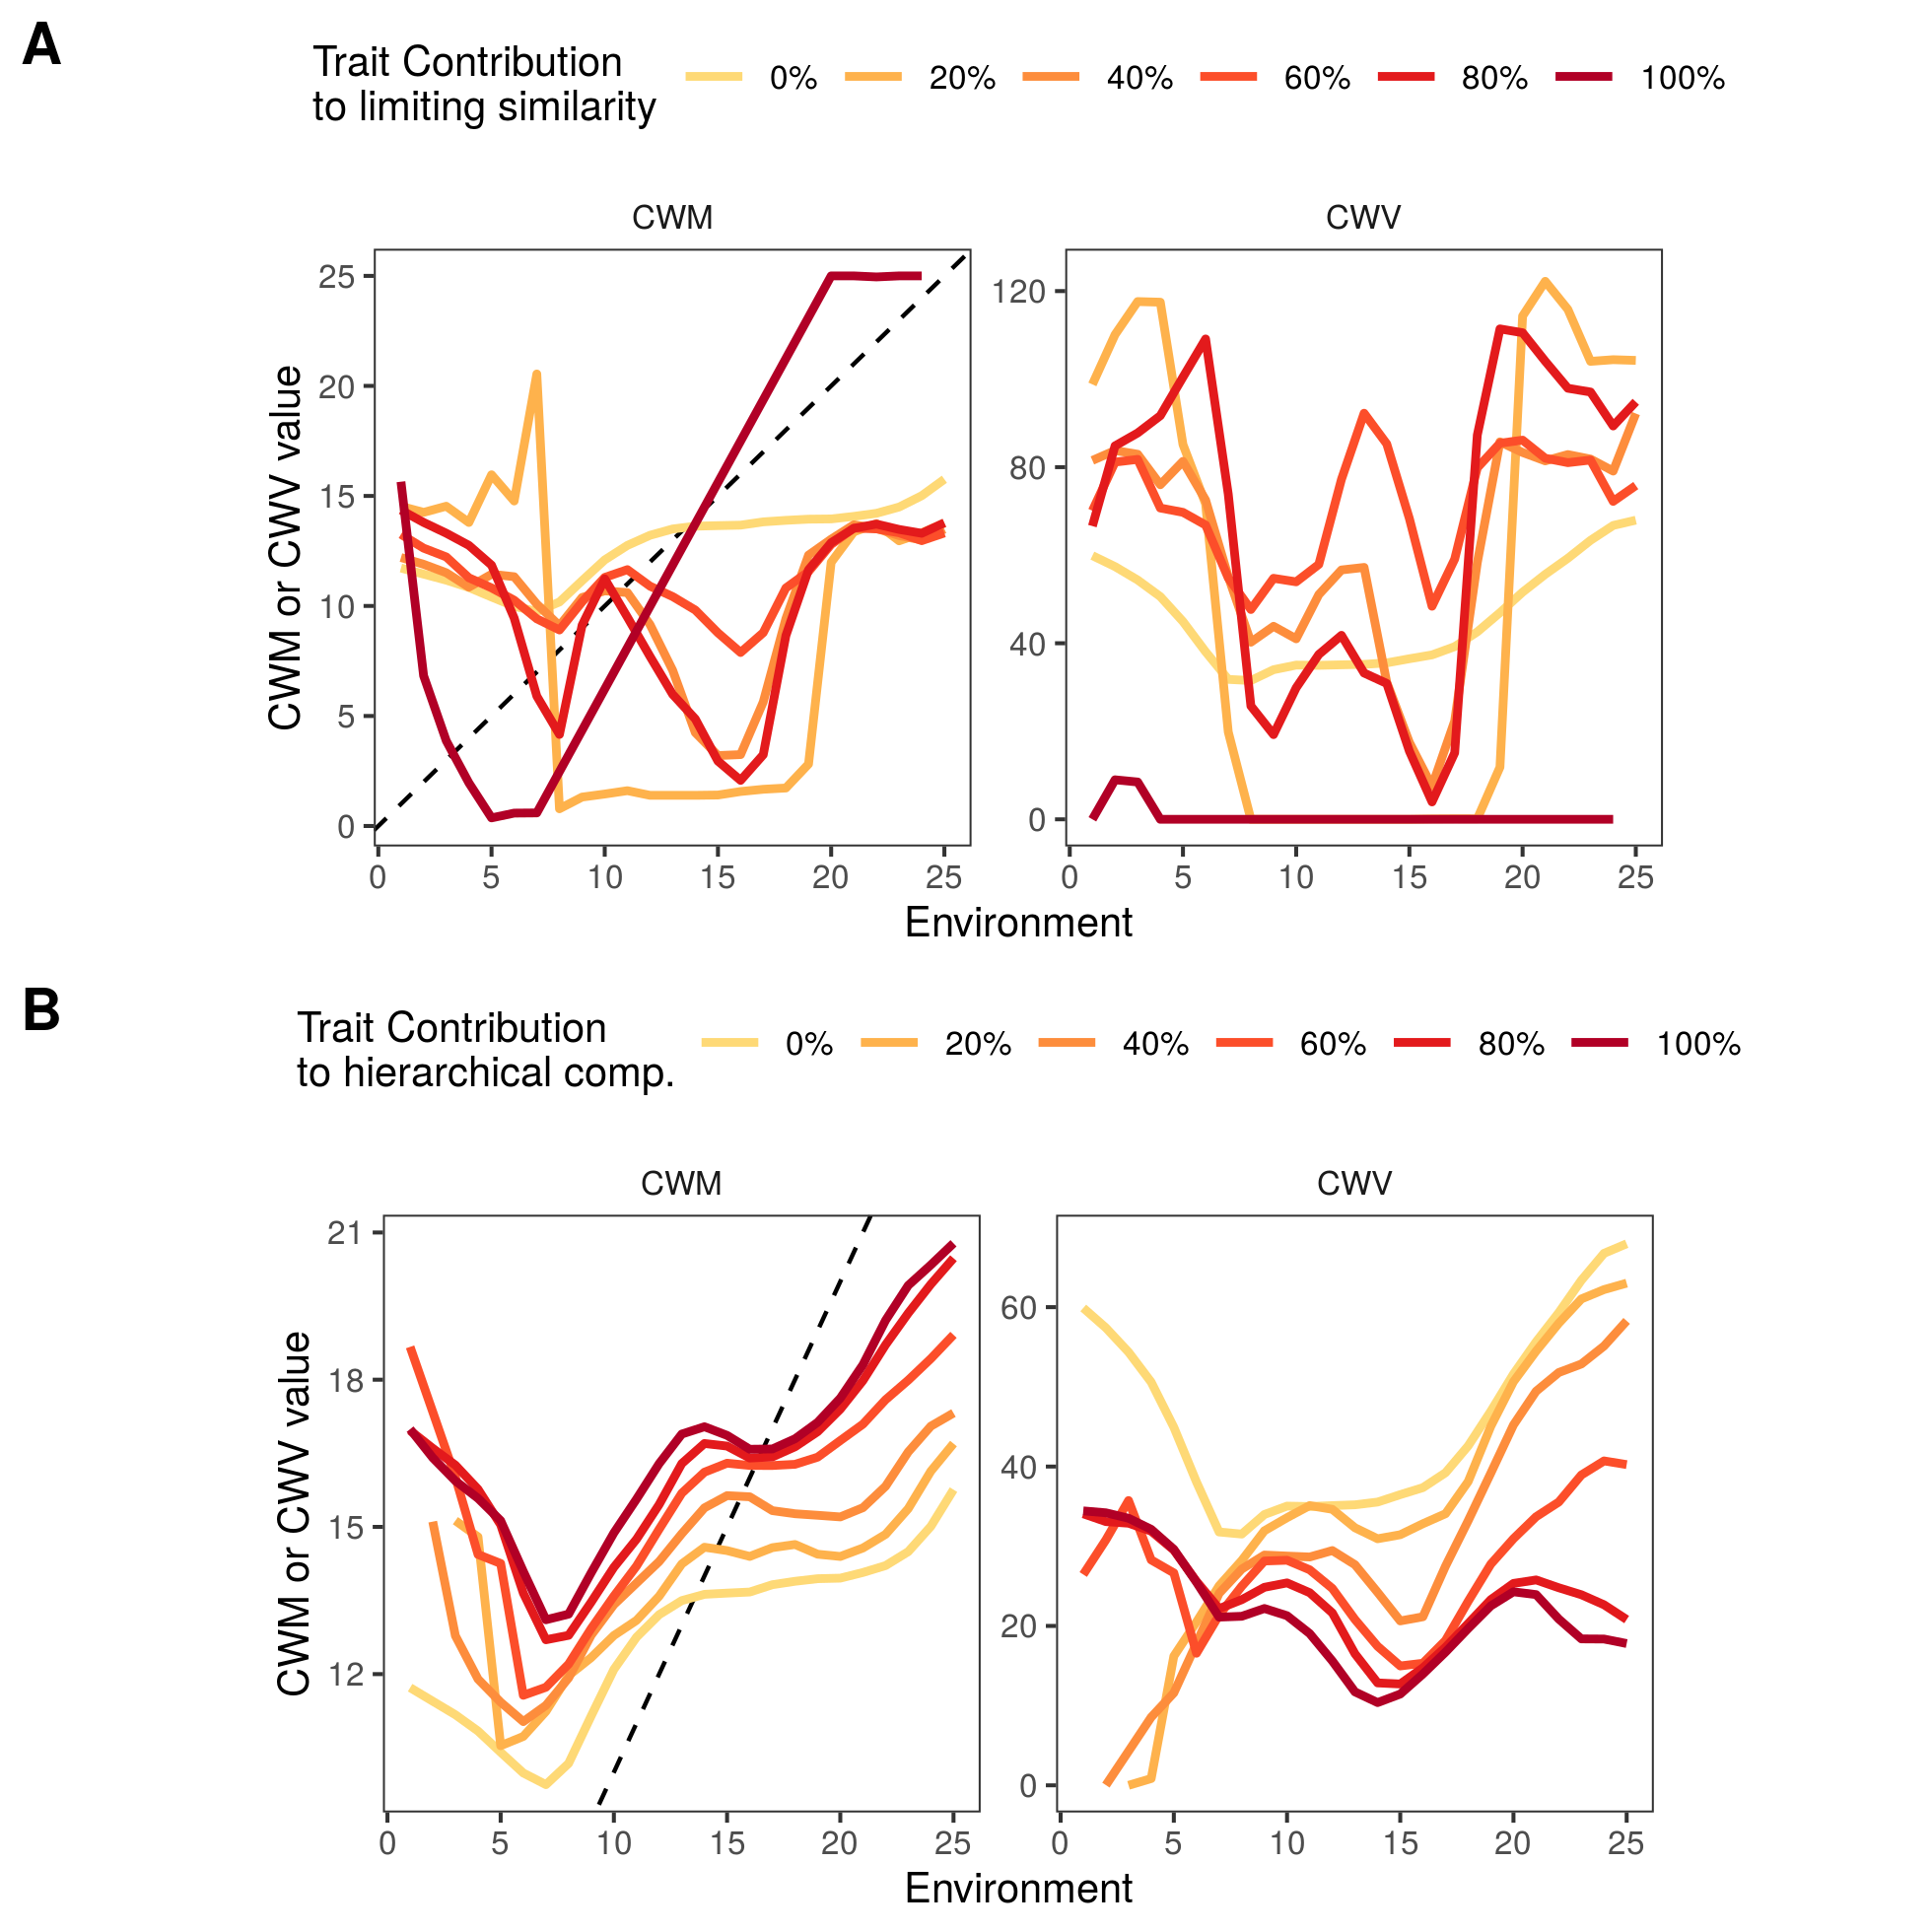 A
Trait Contribution
to limiting similarity
0% 20% 40% 60% 80% 100%
CWM CWV
CWM or CWV value
25
20
15
10
5
0
120
80
40
0
0 5 10 15 20 25
0 5 10 15 20 25
Environment
B
Trait Contribution
to hierarchical comp.
0% 20% 40% 60% 80% 100%
CWM CWV
CWM or CWV value
21
18
15
12
60
40
20
0
0 5 10 15 20 25
0 5 10 15 20 25
Environment